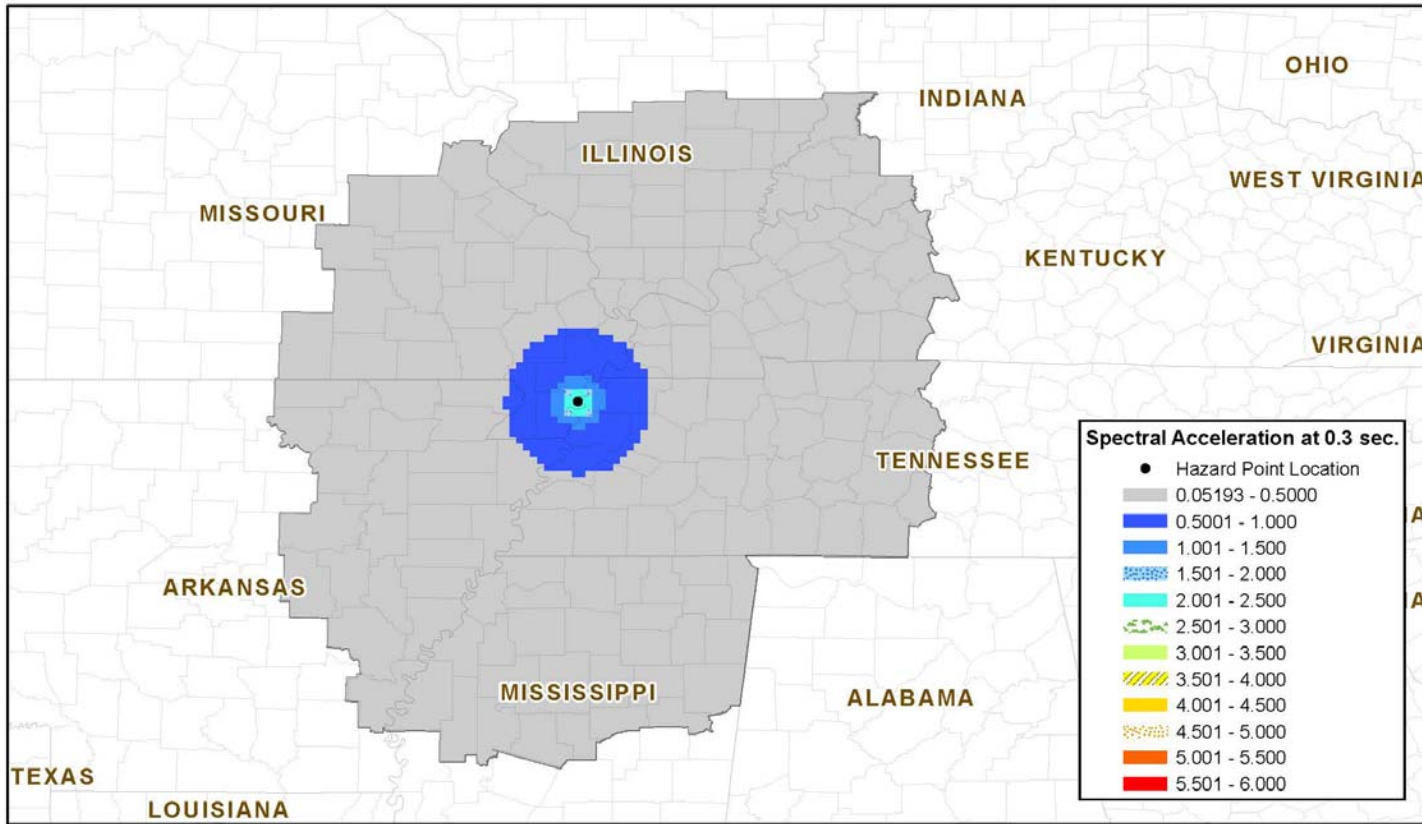 OHIO
INDIANA
ILLINOIS
WEST VIRGINIA
MISSOURI
KENTUCKY
VIRGINIA
TENNESSEE
ARKANSAS
MISSISSIPPI
ALABAMA
TEXAS
LOUISIANA
Spectral Acceleration at 0.3 sec.
Hazard Point Location
0.05193 - 0.5000
0.5001 - 1.000
1.001 - 1.500
1.501 - 2.000
2.001 - 2.500
2.501 - 3.000
3.001 - 3.500
3.501 - 4.000
4.001 - 4.500
4.501 - 5.000
5.001 - 5.500
5.501 - 6.000